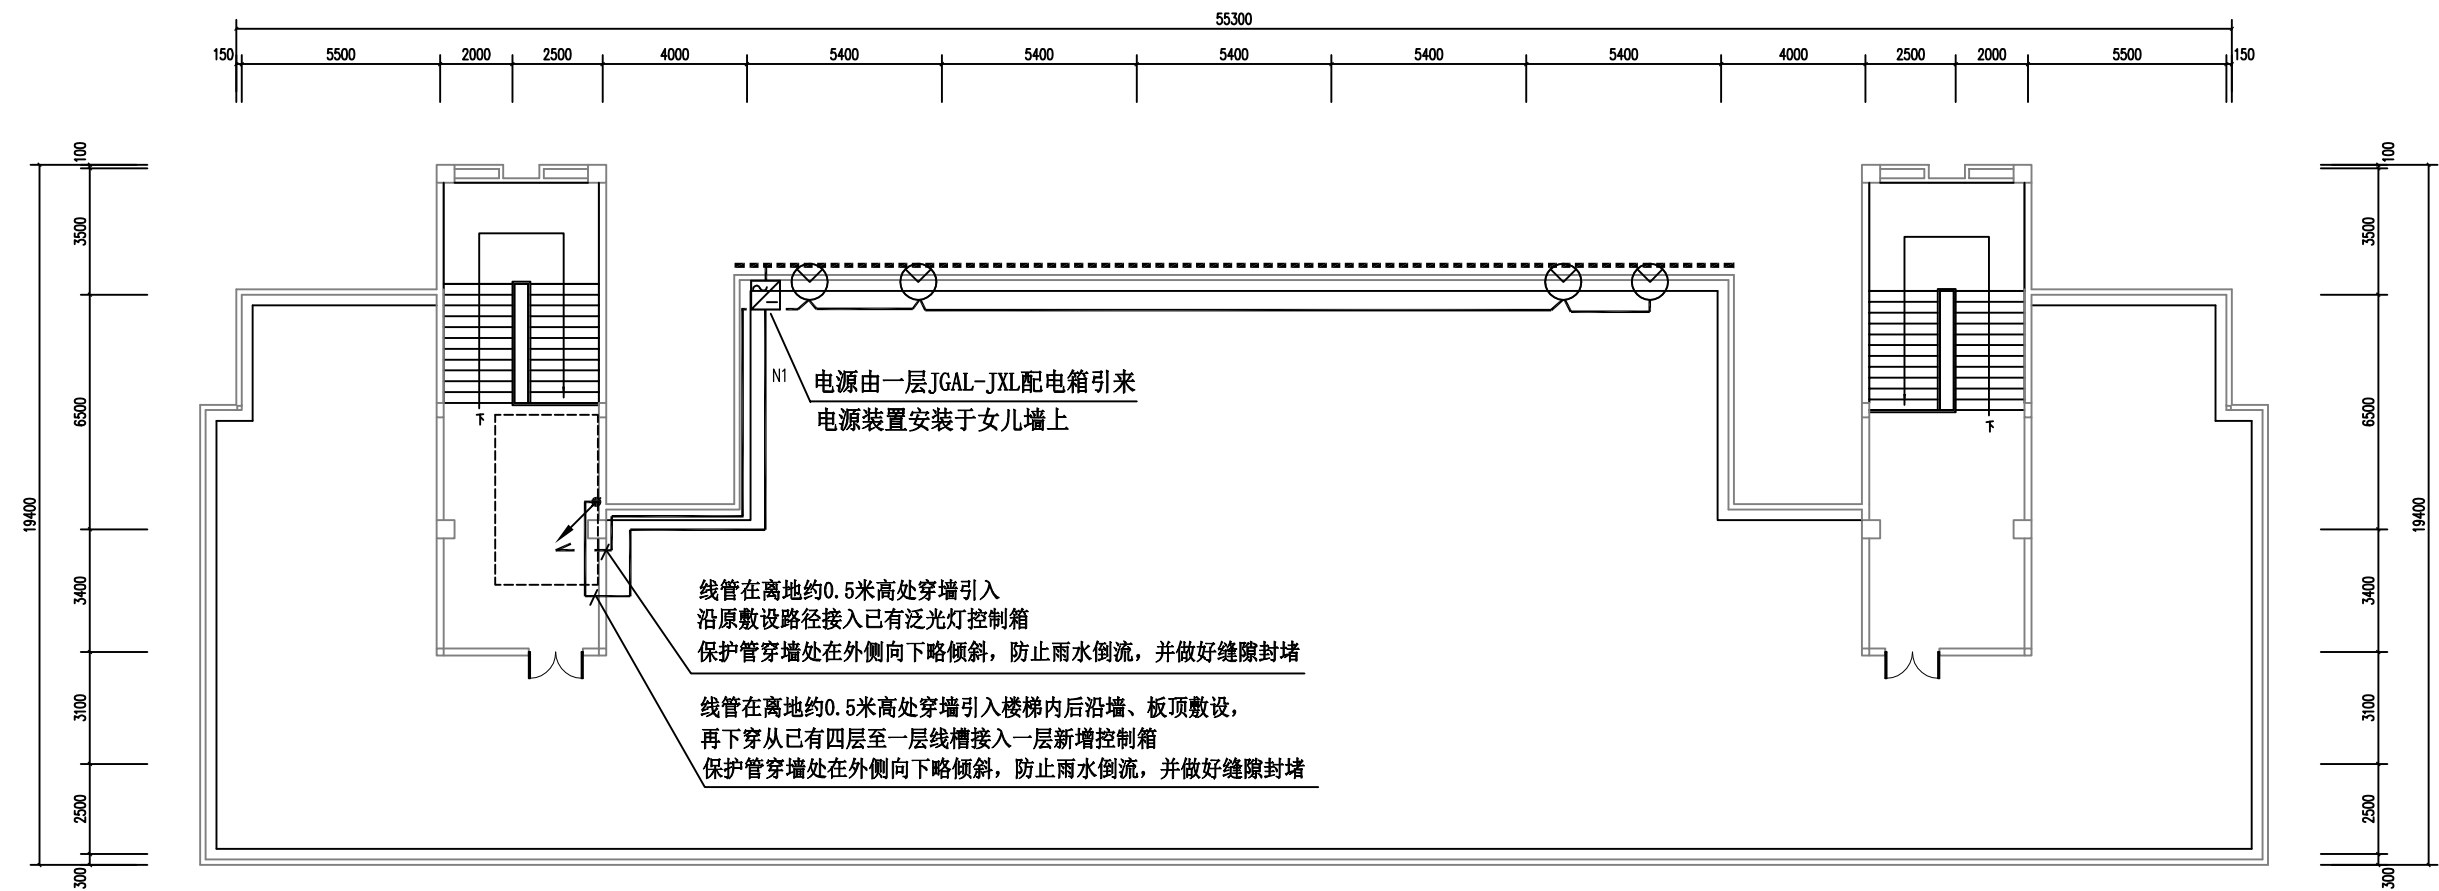 55300
150 5500 2000 2500 4000 5400 5400 5400 5400 5400 4000 2500 2000 5500 150
100
3500
6500
3400
3100
2500
300
19400
100
3500
6500
3400
3100
2500
300
19400
下
下
N1
电源由一层JGAL-JXL配电箱引来
电源装置安装于女儿墙上
线管在离地约0.5米高处穿墙引入
沿原敷设路径接入已有泛光灯控制箱
保护管穿墙处在外侧向下略倾斜，防止雨水倒流，并做好缝隙封堵
线管在离地约0.5米高处穿墙引入楼梯内后沿墙、板顶敷设，
再下穿从已有四层至一层线槽接入一层新增控制箱
保护管穿墙处在外侧向下略倾斜，防止雨水倒流，并做好缝隙封堵